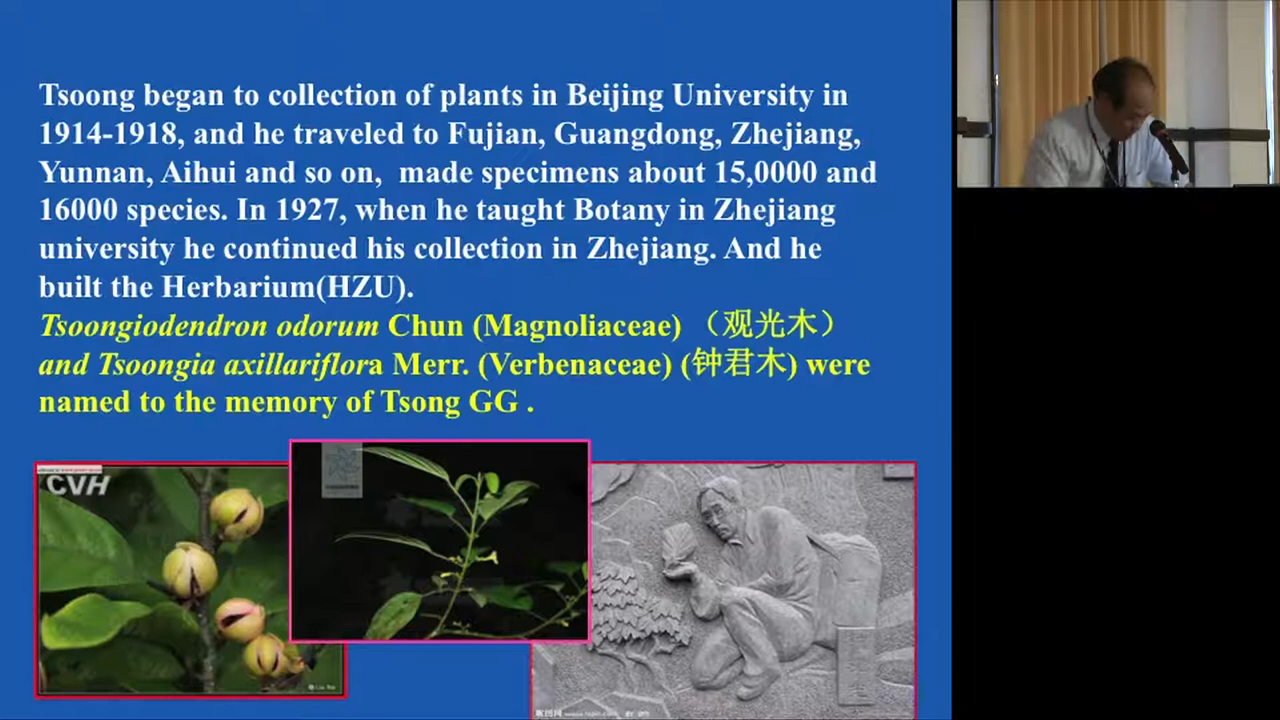 Tsoong began to collection of plants in Beijing University in
1914-1918, and he traveled to Fujian, Guangdong, Zhejiang,
Yunnan, Aihui and so on,  made specimens about 15,0000 and
16000 species. In 1927, when he taught Botany in Zhejiang
university he continued his collection in Zhejiang. And he
built the Herbarium(HZU).
Tsoongiodendron odorum Chun (Magnoliaceae) （观光木）
and Tsoongia axillariflora Merr. (Verbenaceae) (钟君木) were
named to the memory of Tsong GG .
CVH